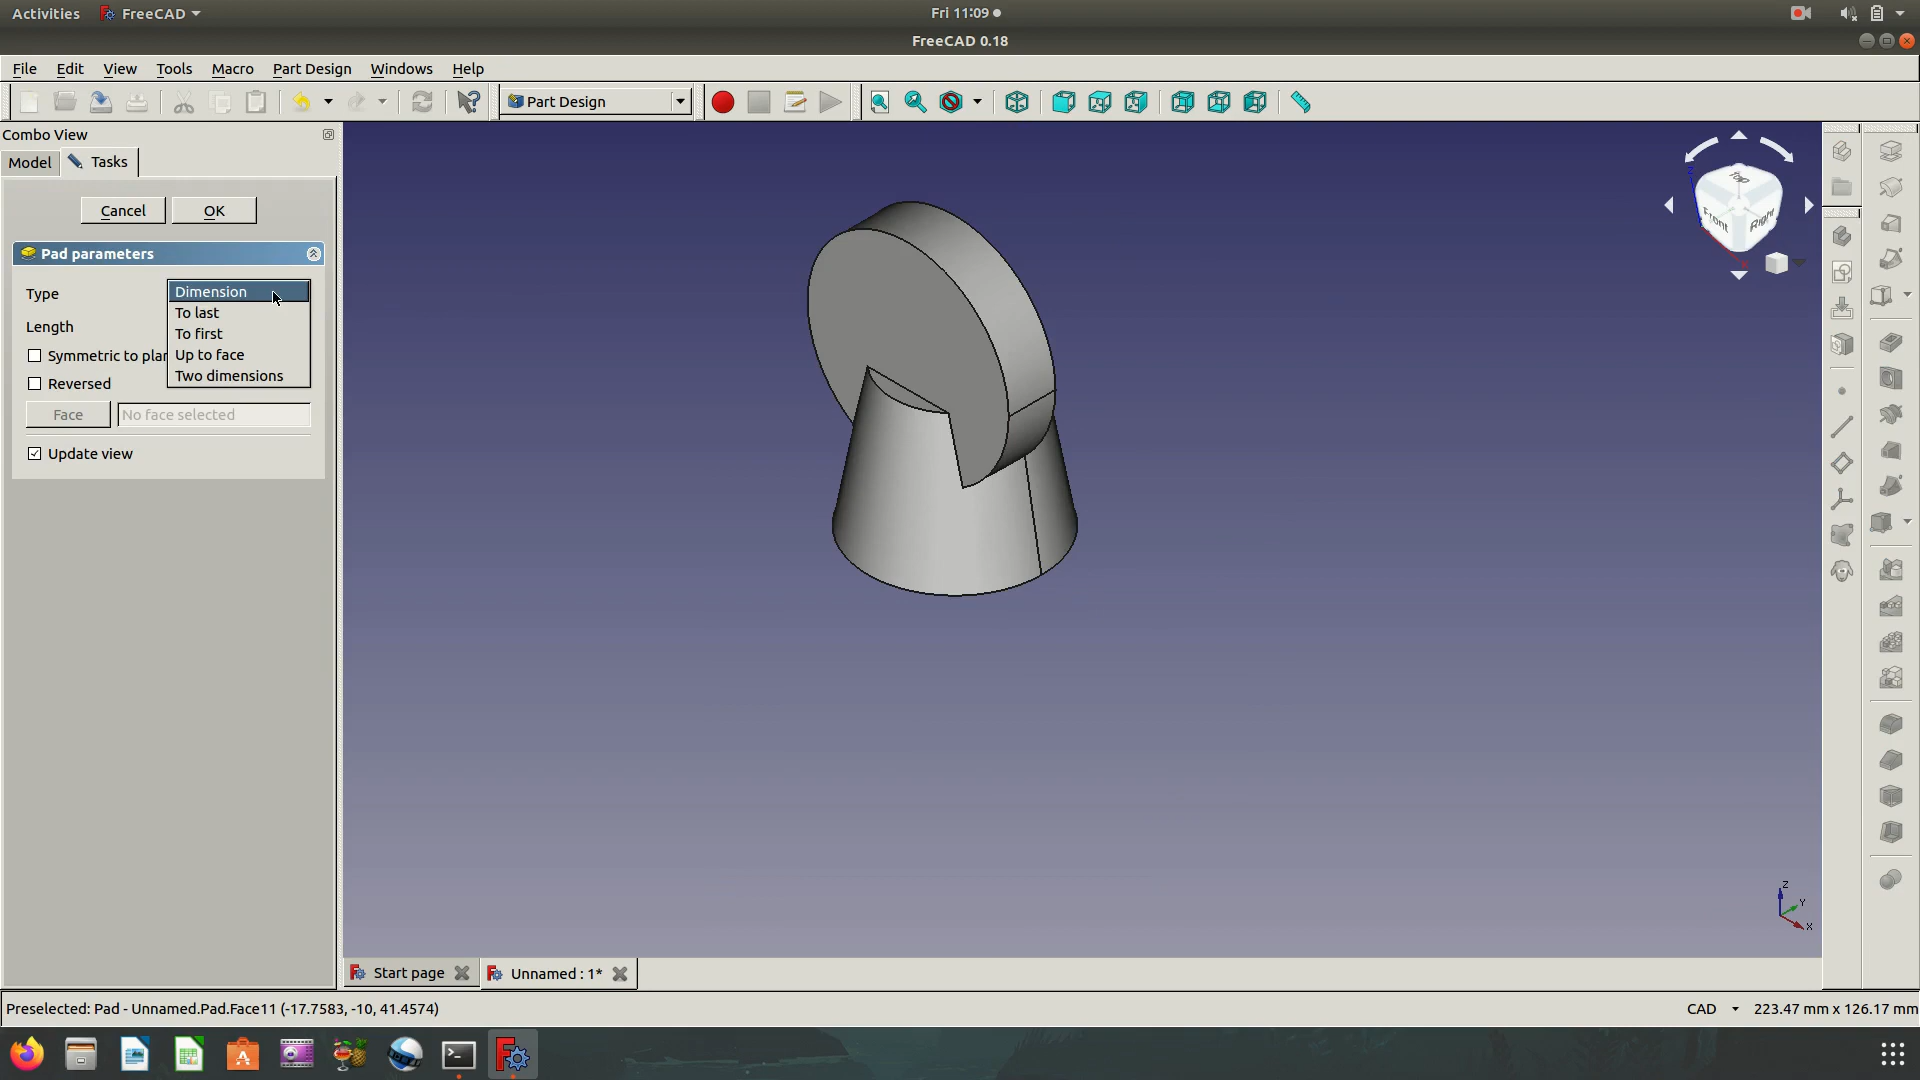 Activities FreeCAD Fri 11:09
FreeCAD 0.18
File Edit View Tools Macro Part Design Windows Help
Part Design
Combo View
Model Tasks
Cancel OK
Pad parameters
Type Dimension
To last
Length
To first
Symmetric to plan
Up to face
Reversed
Two dimensions
Face No face selected
Update view
Top
Front Right
Z
X
Z
Y
X
Start page Unnamed : 1*
Preselected: Pad - Unnamed.Pad.Face11 (-17.7583, -10, 41.4574) CAD 223.47 mm x 126.17 mm